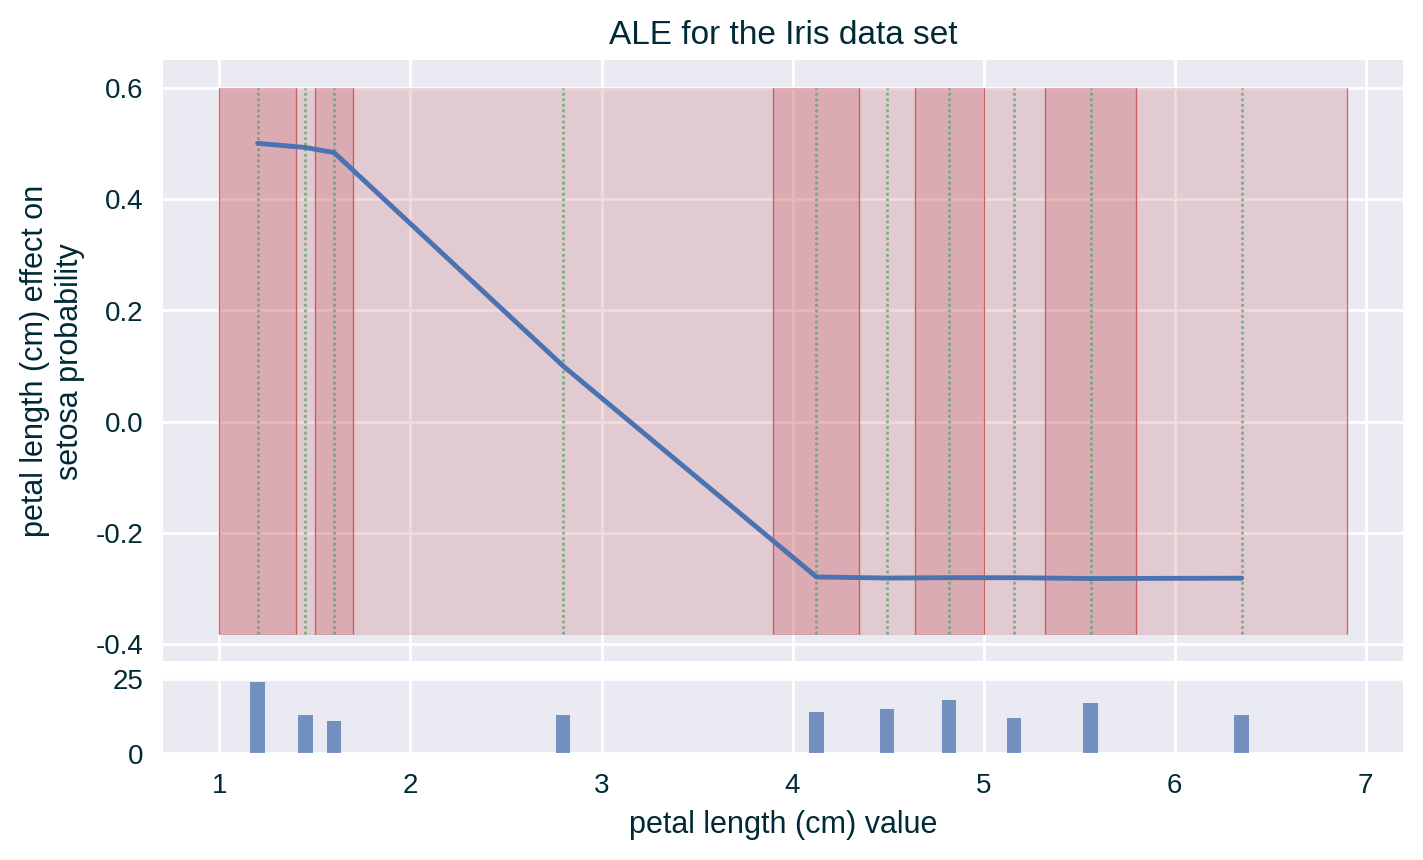 ALE for the Iris data set
petal length (cm) effect on
setosa probability
0.6
0.4
0.2
0.0
-0.2
-0.4
25
0
1 2 3 4 5 6 7
petal length (cm) value